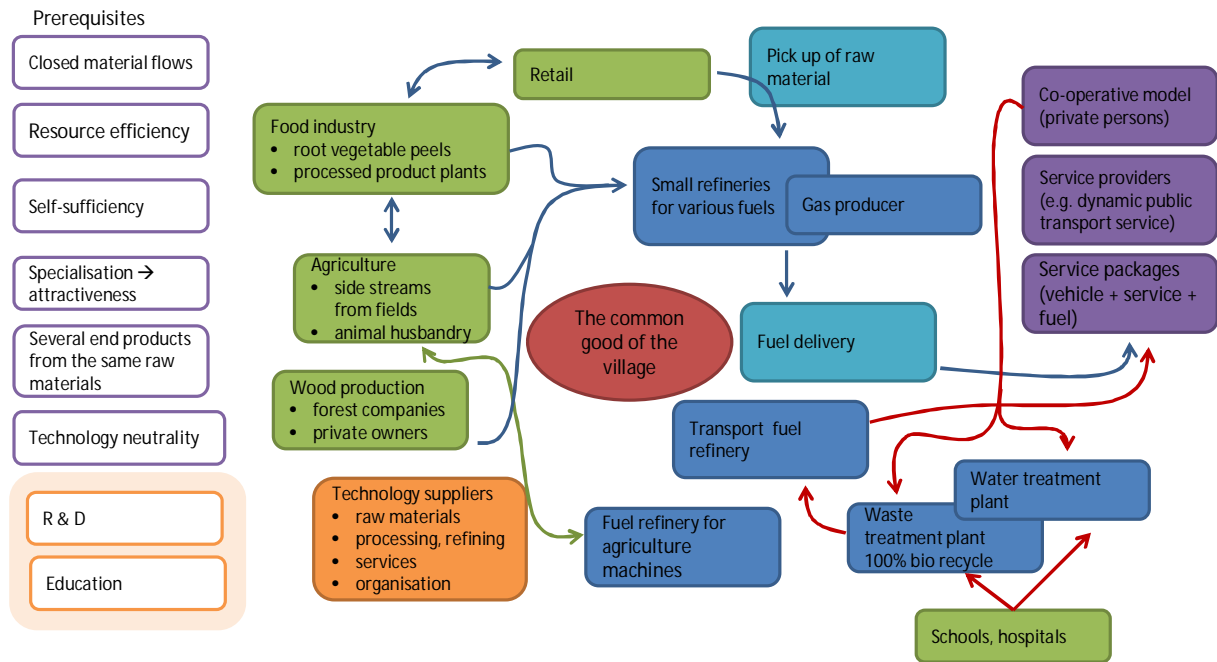 Prerequisites
Closed material flows
Resource efficiency
Self-sufficiency
Specialisation →
attractiveness
Several end products
from the same raw
materials
Technology neutrality
R & D
Education
Retail
Pick up of raw
material
Food industry
• root vegetable peels
• processed product plants
Small refineries
for various fuels
Gas producer
Agriculture
• side streams
from fields
• animal husbandry
The common
good of the
village
Fuel delivery
Wood production
• forest companies
• private owners
Technology suppliers
• raw materials
• processing, refining
• services
• organisation
Fuel refinery for
agriculture
machines
Transport fuel
refinery
Co-operative model
(private persons)
Service providers
(e.g. dynamic public
transport service)
Service packages
(vehicle + service +
fuel)
Water treatment
plant
Waste
treatment plant
100% bio recycle
Schools, hospitals